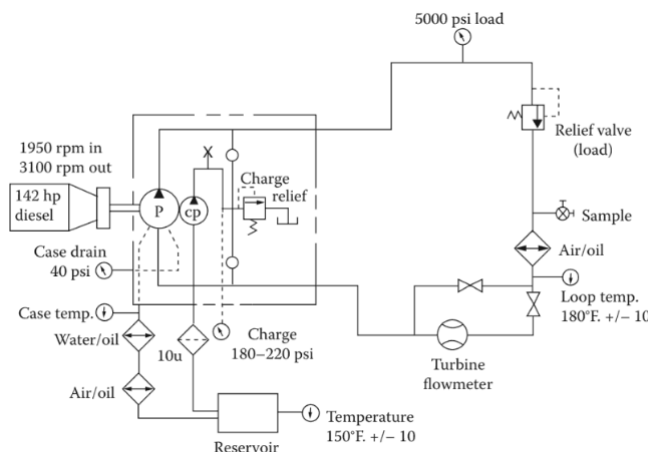 5000 psi load
1950 rpm in
3100 rpm out
142 hp
diesel
P
cp
X
Charge
relief
Relief valve
(load)
Sample
Case drain
40 psi
Air/oil
Case temp.
Loop temp.
180°F. +/− 10
Water/oil
10u
Charge
180–220 psi
Turbine
flowmeter
Air/oil
Temperature
150°F. +/− 10
Reservoir